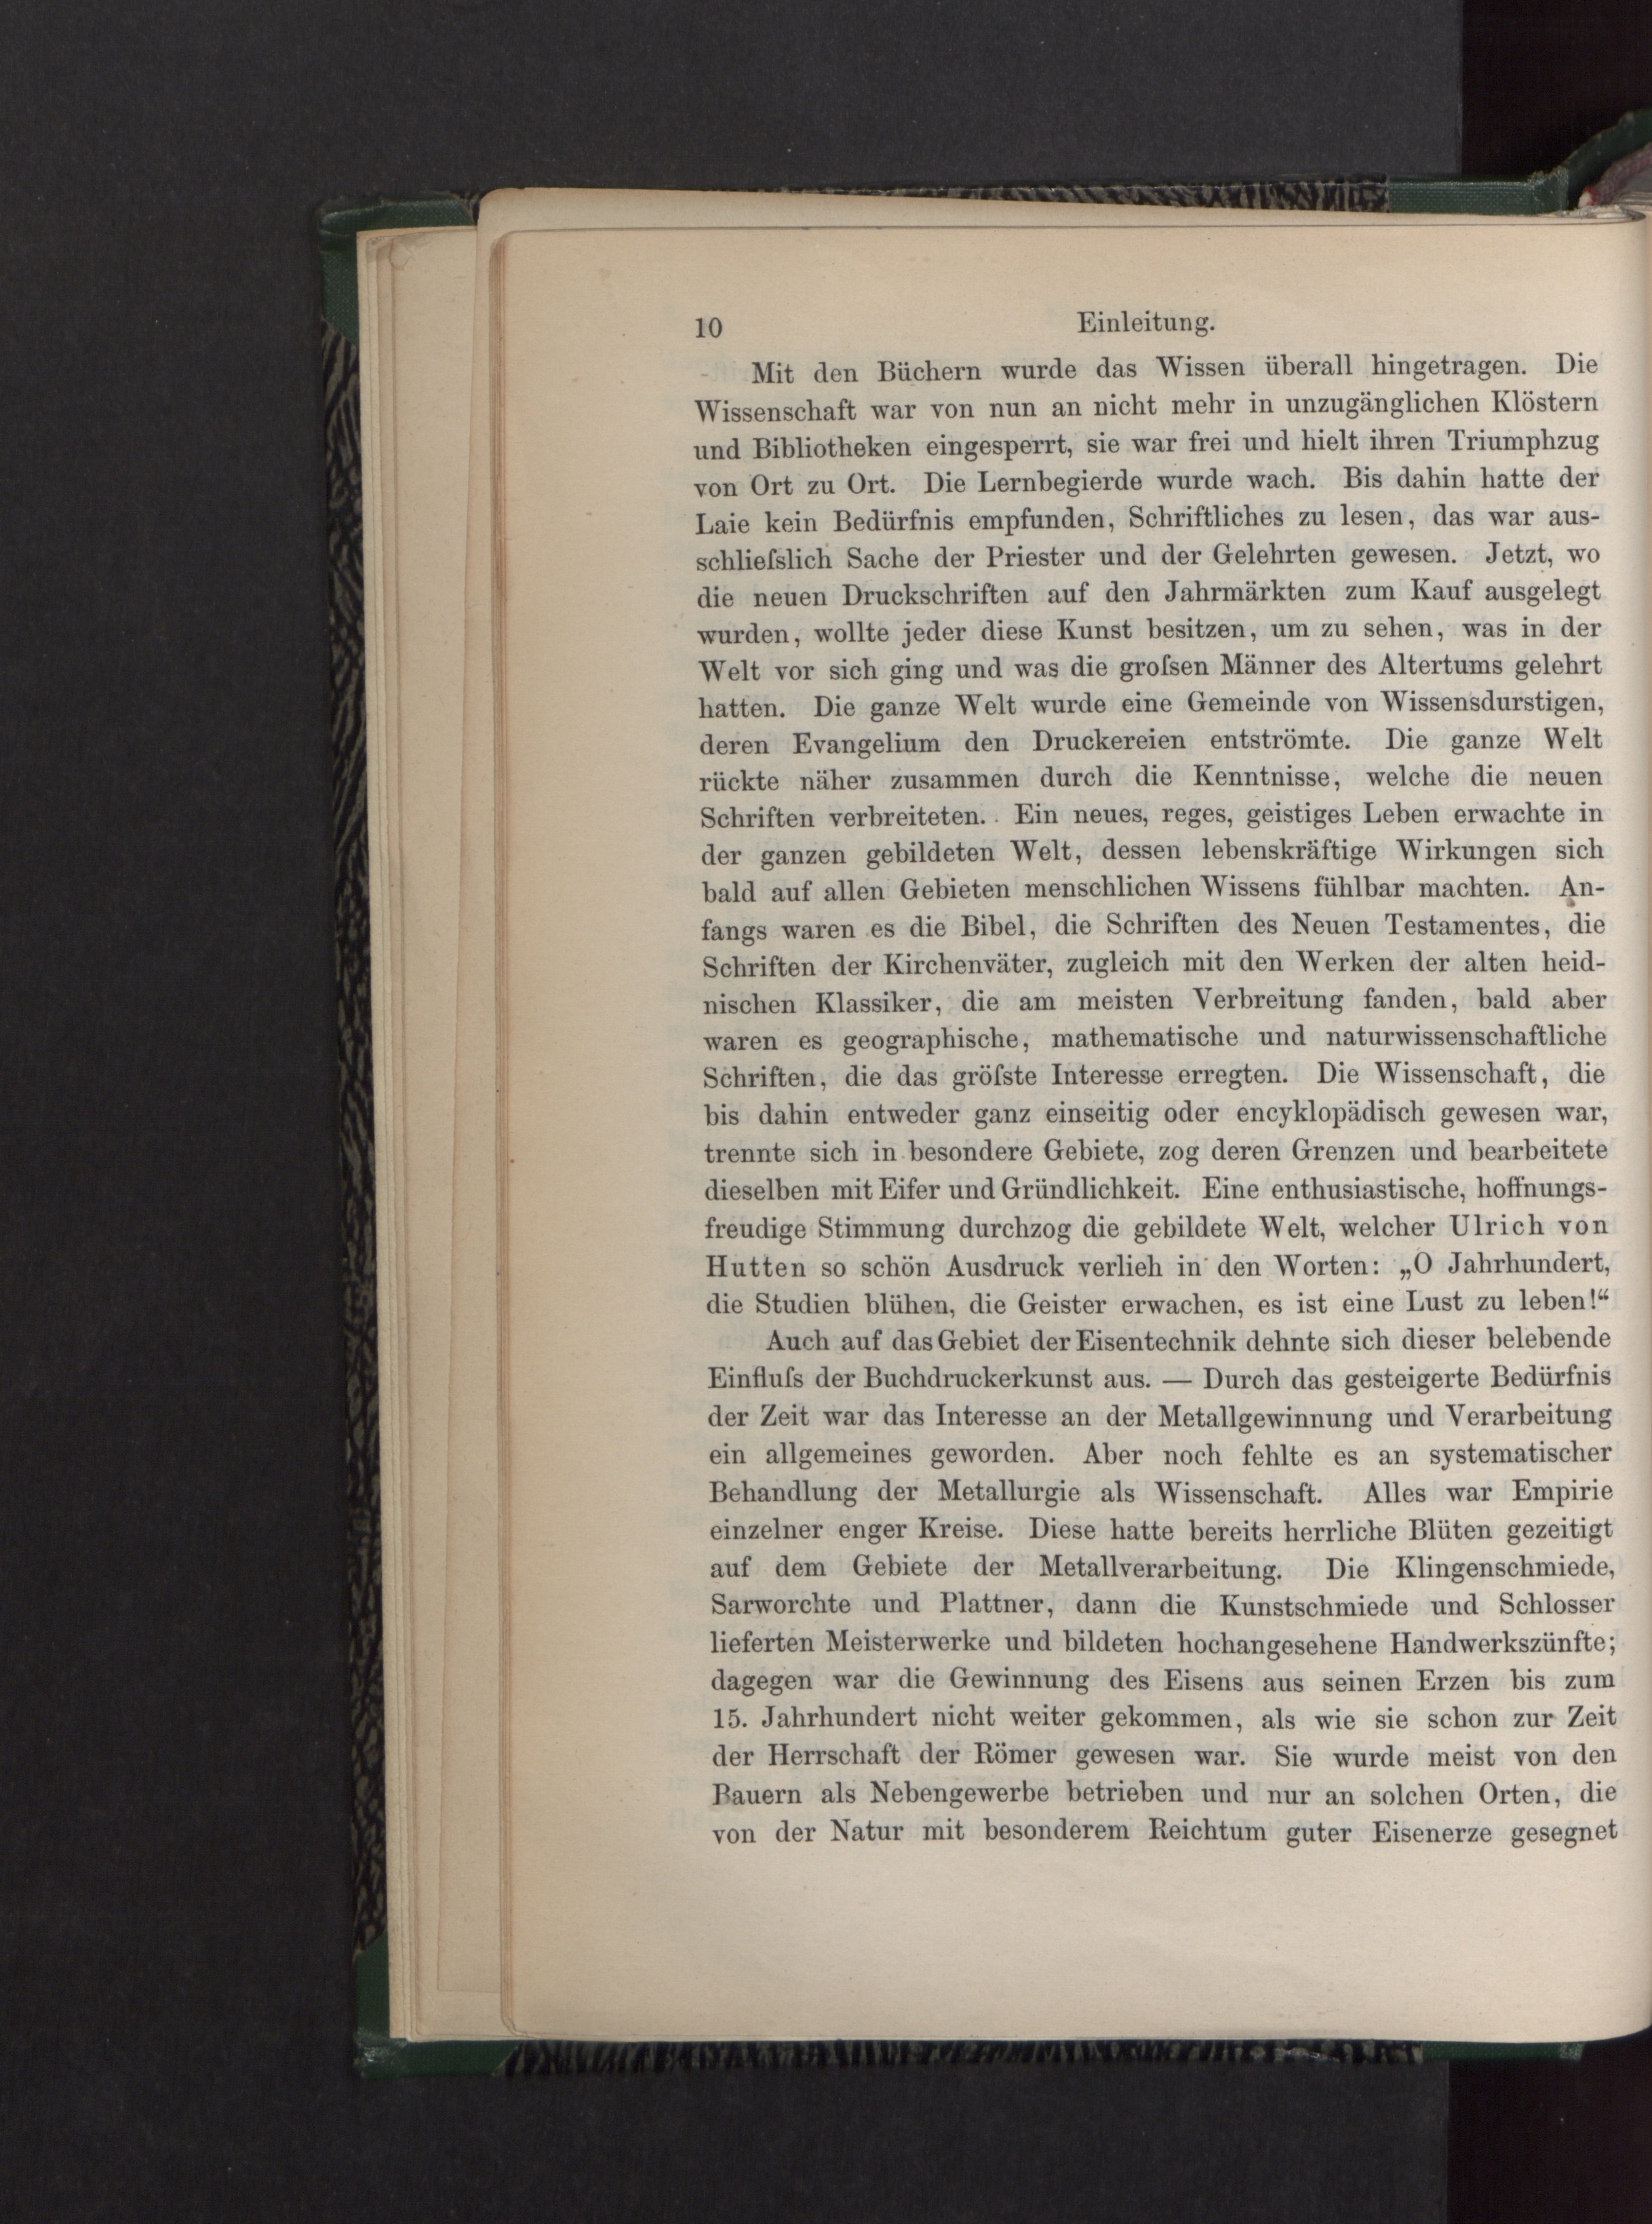 10 Einleitung.
Mit den Büchern wurde das Wissen überall hingetragen. Die
Wissenschaft war von nun an nicht mehr in unzugänglichen Klöstern
und Bibliotheken eingesperrt, sie war frei und hielt ihren Triumphzug
von Ort zu Ort. Die Lernbegierde wurde wach. Bis dahin hatte der
Laie kein Bedürfnis empfunden, Schriftliches zu lesen, das war aus-
schlieſslich Sache der Priester und der Gelehrten gewesen. Jetzt, wo
die neuen Druckschriften auf den Jahrmärkten zum Kauf ausgelegt
wurden, wollte jeder diese Kunst besitzen, um zu sehen, was in der
Welt vor sich ging und was die groſsen Männer des Altertums gelehrt
hatten. Die ganze Welt wurde eine Gemeinde von Wissensdurstigen,
deren Evangelium den Druckereien entströmte. Die ganze Welt
rückte näher zusammen durch die Kenntnisse, welche die neuen
Schriften verbreiteten. Ein neues, reges, geistiges Leben erwachte in
der ganzen gebildeten Welt, dessen lebenskräftige Wirkungen sich
bald auf allen Gebieten menschlichen Wissens fühlbar machten. An-
fangs waren es die Bibel, die Schriften des Neuen Testamentes, die
Schriften der Kirchenväter, zugleich mit den Werken der alten heid-
nischen Klassiker, die am meisten Verbreitung fanden, bald aber
waren es geographische, mathematische und naturwissenschaftliche
Schriften, die das gröſste Interesse erregten. Die Wissenschaft, die
bis dahin entweder ganz einseitig oder encyklopädisch gewesen war,
trennte sich in besondere Gebiete, zog deren Grenzen und bearbeitete
dieselben mit Eifer und Gründlichkeit. Eine enthusiastische, hoffnungs-
freudige Stimmung durchzog die gebildete Welt, welcher Ulrich von
Hutten so schön Ausdruck verlieh in den Worten: „O Jahrhundert,
die Studien blühen, die Geister erwachen, es ist eine Lust zu leben!“
Auch auf das Gebiet der Eisentechnik dehnte sich dieser belebende
Einfluſs der Buchdruckerkunst aus. — Durch das gesteigerte Bedürfnis
der Zeit war das Interesse an der Metallgewinnung und Verarbeitung
ein allgemeines geworden. Aber noch fehlte es an systematischer
Behandlung der Metallurgie als Wissenschaft. Alles war Empirie
einzelner enger Kreise. Diese hatte bereits herrliche Blüten gezeitigt
auf dem Gebiete der Metallverarbeitung. Die Klingenschmiede,
Sarworchte und Plattner, dann die Kunstschmiede und Schlosser
lieferten Meisterwerke und bildeten hochangesehene Handwerkszünfte;
dagegen war die Gewinnung des Eisens aus seinen Erzen bis zum
15. Jahrhundert nicht weiter gekommen, als wie sie schon zur Zeit
der Herrschaft der Römer gewesen war. Sie wurde meist von den
Bauern als Nebengewerbe betrieben und nur an solchen Orten, die
von der Natur mit besonderem Reichtum guter Eisenerze gesegnet